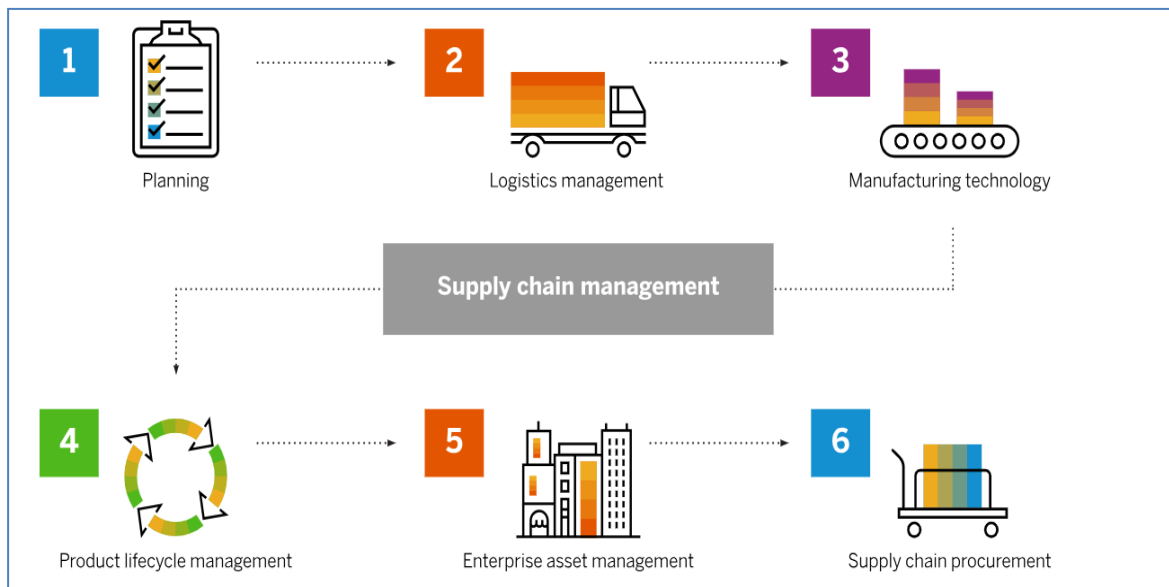 1
2
3
Planning
Logistics management
Manufacturing technology
Supply chain management
4
5
6
Product lifecycle management
Enterprise asset management
Supply chain procurement